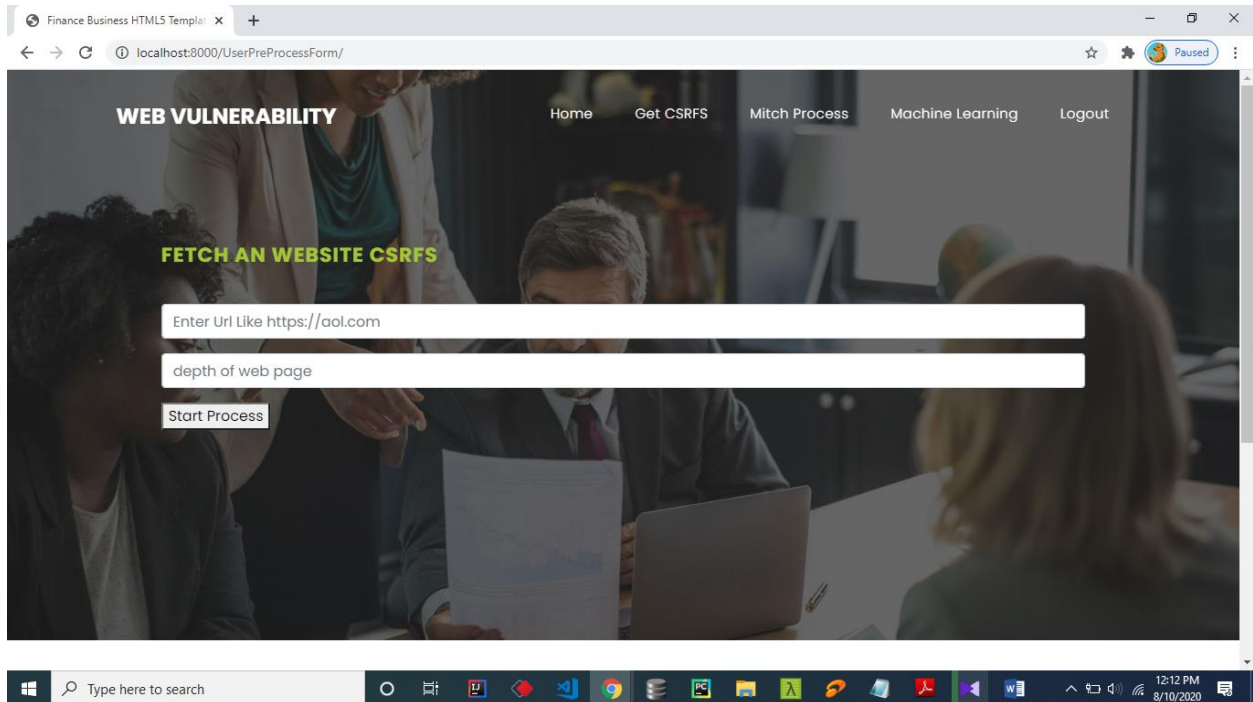 Finance Business HTML5 Templat
localhost:8000/UserPreProcessForm/
Paused
WEB VULNERABILITY
Home Get CSRFS Mitch Process Machine Learning Logout
FETCH AN WEBSITE CSRFS
Enter Url Like https://aol.com
depth of web page
Start Process
Type here to search
12:12 PM
8/10/2020